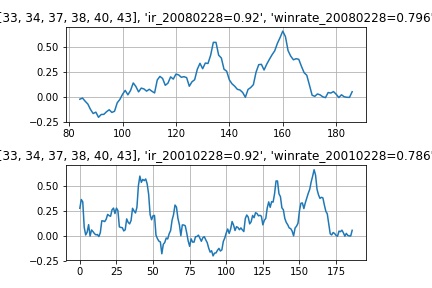 [33, 34, 37, 38, 40, 43], 'ir_20080228=0.92', 'winrate_20080228=0.796'
0.50
0.25
0.00
−0.25
80 100 120 140 160 180
[33, 34, 37, 38, 40, 43], 'ir_20010228=0.92', 'winrate_20010228=0.786'
0.50
0.25
0.00
−0.25
0 25 50 75 100 125 150 175